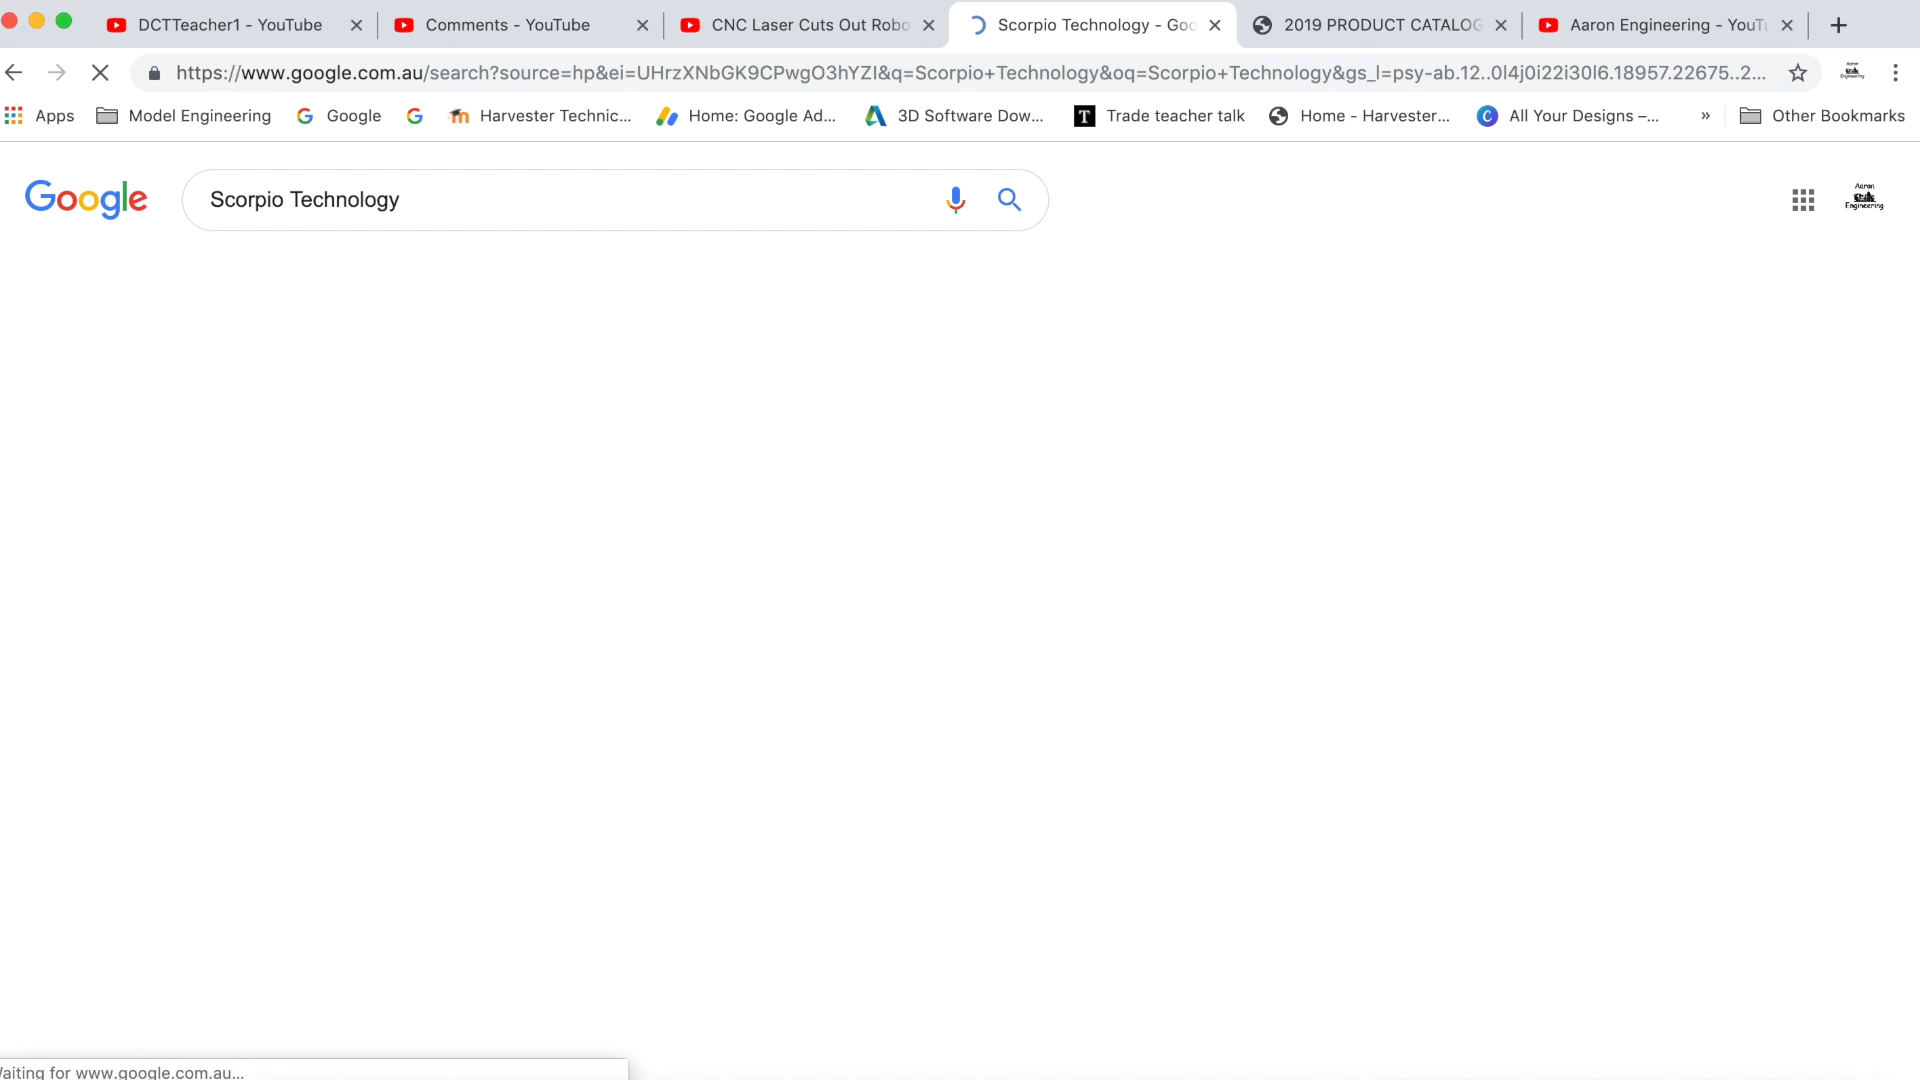 DCTTeacher1 - YouTube
Comments - YouTube
CNC Laser Cuts Out Robo
Scorpio Technology - Goo
2019 PRODUCT CATALOG
Aaron Engineering - YouTu
https://www.google.com.au/search?source=hp&ei=UHrzXNbGK9CPwgO3hYZI&q=Scorpio+Technology&oq=Scorpio+Technology&gs_l=psy-ab.12..0l4j0i22i30l6.18957.22675..2...
Apps
Model Engineering
Google
Harvester Technic...
Home: Google Ad...
3D Software Dow...
Trade teacher talk
Home - Harvester...
All Your Designs –...
»
Other Bookmarks
Google
Scorpio Technology
Aaron
Engineering
Waiting for www.google.com.au...